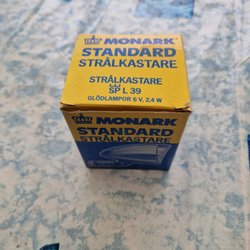 MONARK
STANDARD
STRÅLKASTARE
STRÅLKASTARE
SP L 39
GLÖDLAMPOR 6 V, 2,4 W
MONARK
STANDARD
STRÅLKASTARE